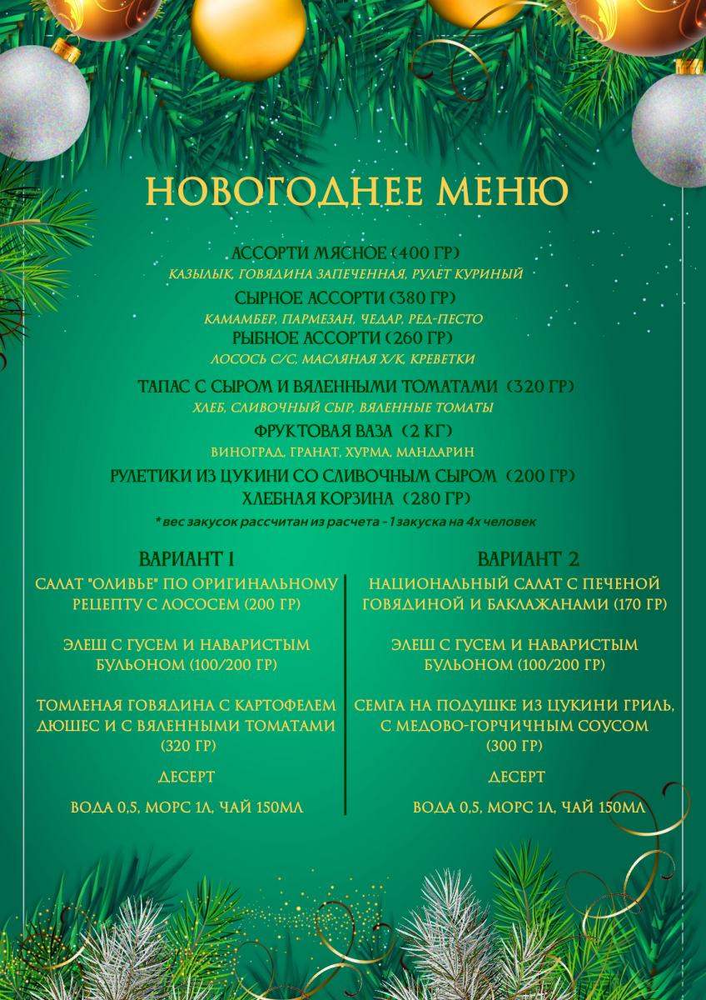 НОВОГОДНЕЕ МЕНЮ
АССОРТИ МЯСНОЕ (400 ГР)
КАЗЫЛЫК, ГОВЯДИНА ЗАПЕЧЕННАЯ, РУЛЕТ КУРИНЫЙ
СЫРНОЕ АССОРТИ (380 ГР)
КАМАМБЕР, ПАРМЕЗАН, ЧЕДАР, РЕД-ПЕСТО
РЫБНОЕ АССОРТИ (260 ГР)
ЛОСОСЬ С/С, МАСЛЯНАЯ Х/К, КРЕВЕТКИ
ТАПАС С СЫРОМ И ВЯЛЕННЫМИ ТОМАТАМИ (320 ГР)
ХЛЕБ, СЛИВОЧНЫЙ СЫР, ВЯЛЕННЫЕ ТОМАТЫ
ФРУКТОВАЯ ВАЗА (2 КГ)
ВИНОГРАД, ГРАНАТ, ХУРМА, МАНДАРИН
РУЛЕТИКИ ИЗ ЦУКИНИ СО СЛИВОЧНЫМ СЫРОМ (200 ГР)
ХЛЕБНАЯ КОРЗИНА (280 ГР)
* вес закусок рассчитан из расчета - 1 закуска на 4х человек
ВАРИАНТ 1
САЛАТ "ОЛИВЬЕ" ПО ОРИГИНАЛЬНОМУ
РЕЦЕПТУ С ЛОСОСЕМ (200 ГР)
ЭЛЕШ С ГУСЕМ И НАВАРИСТЫМ
БУЛЬОНОМ (100/200 ГР)
ТОМЛЕНАЯ ГОВЯДИНА С КАРТОФЕЛЕМ
ДЮШЕС И С ВЯЛЕННЫМИ ТОМАТАМИ
(320 ГР)
ДЕСЕРТ
ВОДА 0,5, МОРС 1Л, ЧАЙ 150МЛ
ВАРИАНТ 2
НАЦИОНАЛЬНЫЙ САЛАТ С ПЕЧЕНОЙ
ГОВЯДИНОЙ И БАКЛАЖАНАМИ (170 ГР)
ЭЛЕШ С ГУСЕМ И НАВАРИСТЫМ
БУЛЬОНОМ (100/200 ГР)
СЕМГА НА ПОДУШКЕ ИЗ ЦУКИНИ ГРИЛЬ,
С МЕДОВО-ГОРЧИЧНЫМ СОУСОМ
(300 ГР)
ДЕСЕРТ
ВОДА 0,5, МОРС 1Л, ЧАЙ 150МЛ